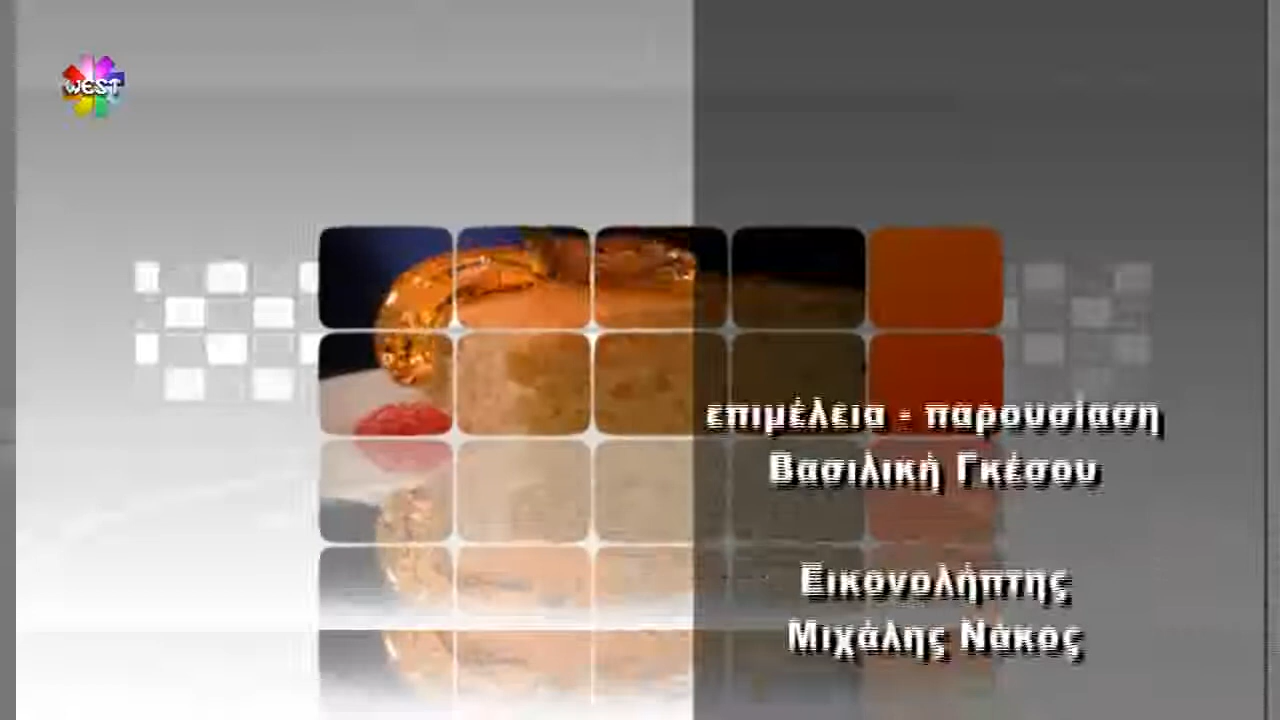 WEST
επιμέλεια - παρουσίαση
Βασιλική Γκέσου
Εικονολήπτης
Μιχάλης Νάκος